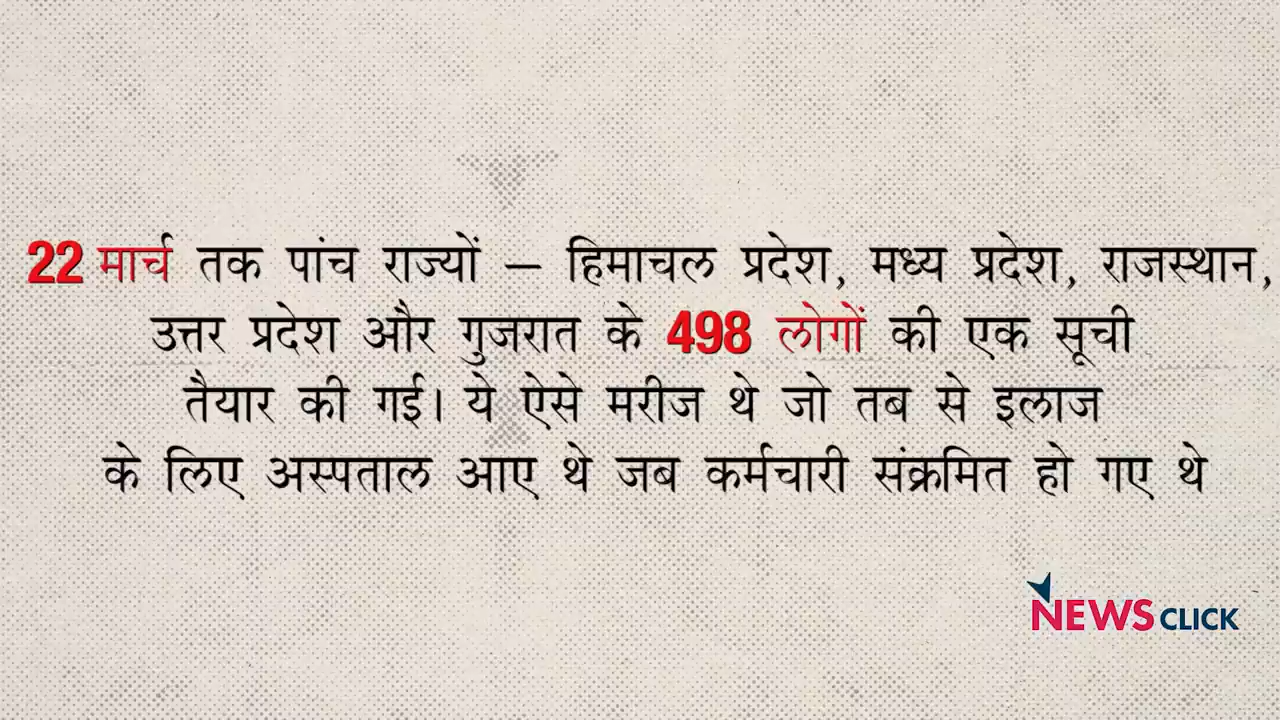 22 मार्च तक पांच राज्यों – हिमाचल प्रदेश, मध्य प्रदेश, राजस्थान,
उत्तर प्रदेश और गुजरात के 498 लोगों की एक सूची
तैयार की गई। ये ऐसे मरीज थे जो तब से इलाज
के लिए अस्पताल आए थे जब कर्मचारी संक्रमित हो गए थे
NEWS CLICK